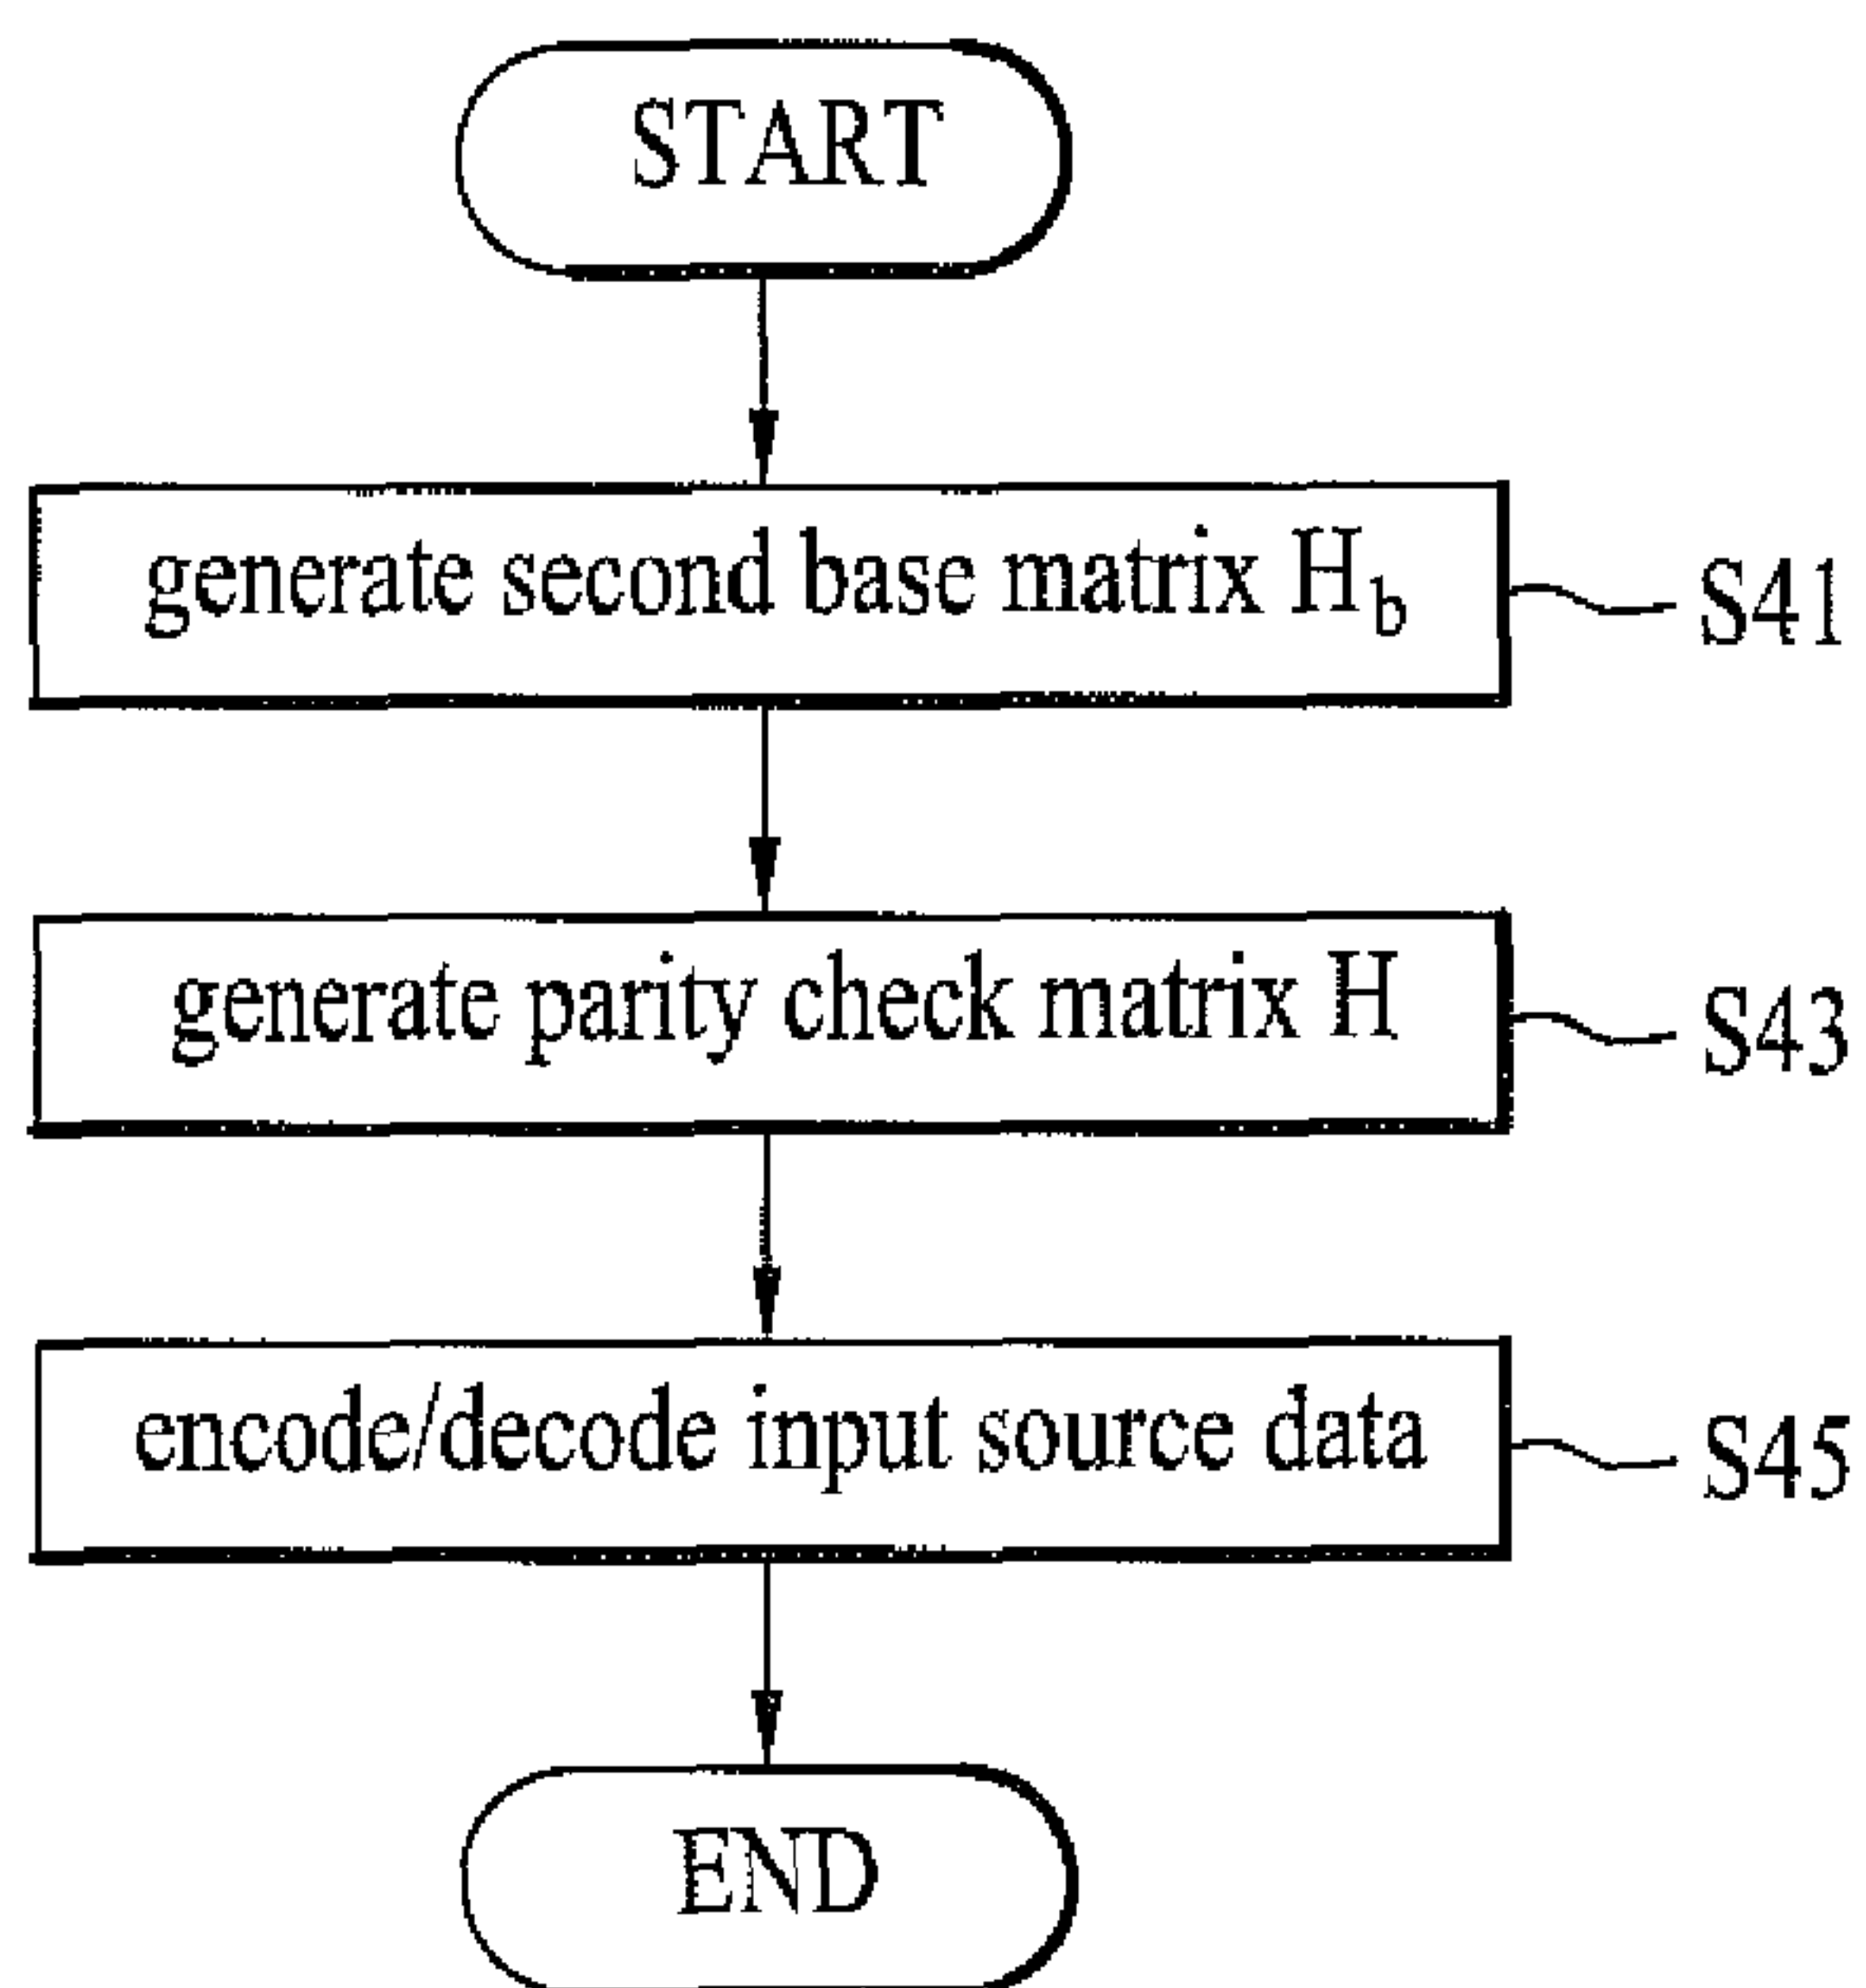 START
generate second base matrix H_b
S41
generate parity check matrix H
S43
encode/decode input source data
S45
END